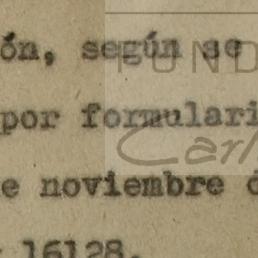 ón, según se
FUND
por formulari
Carl
e noviembre d
16128.